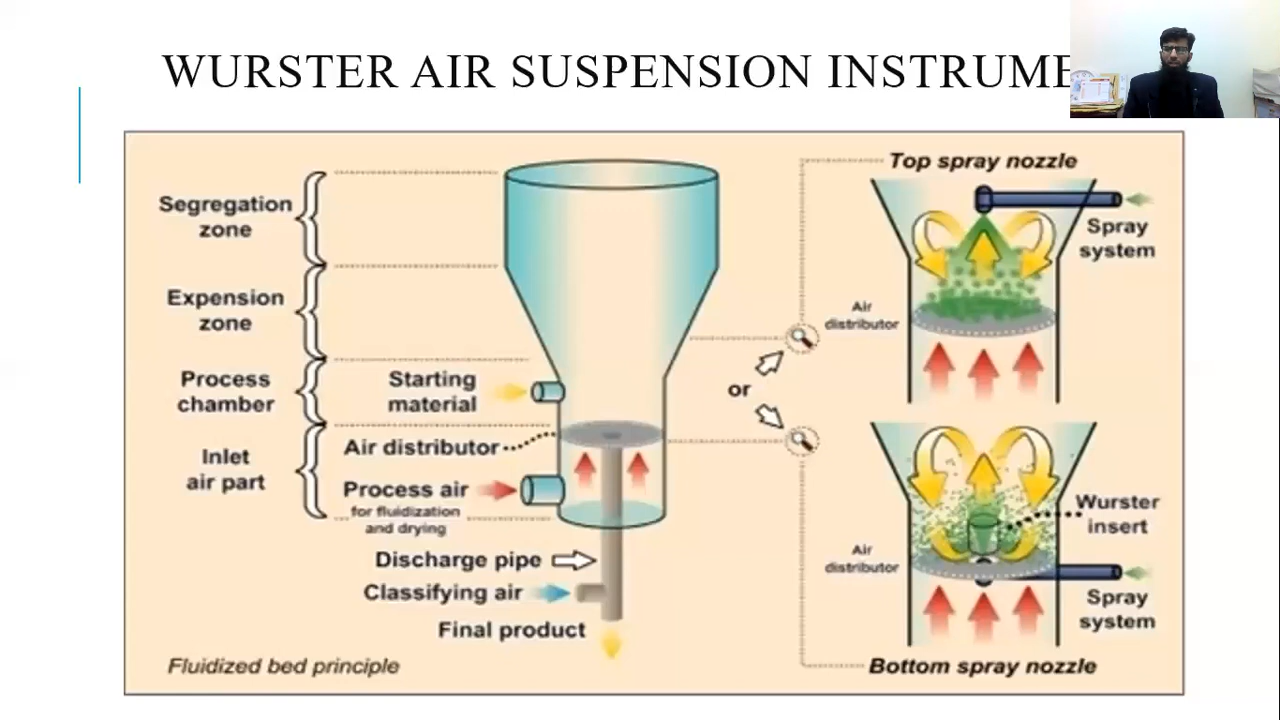 WURSTER AIR SUSPENSION INSTRUME
Segregation
zone
Expension
zone
Process
chamber
Inlet
air part
Starting
material
Air distributor
Process air
for fluidization
and drying
Discharge pipe
Classifying air
Final product
Fluidized bed principle
or
Top spray nozzle
Spray
system
Air
distributor
Wurster
insert
Air
distributor
Spray
system
Bottom spray nozzle